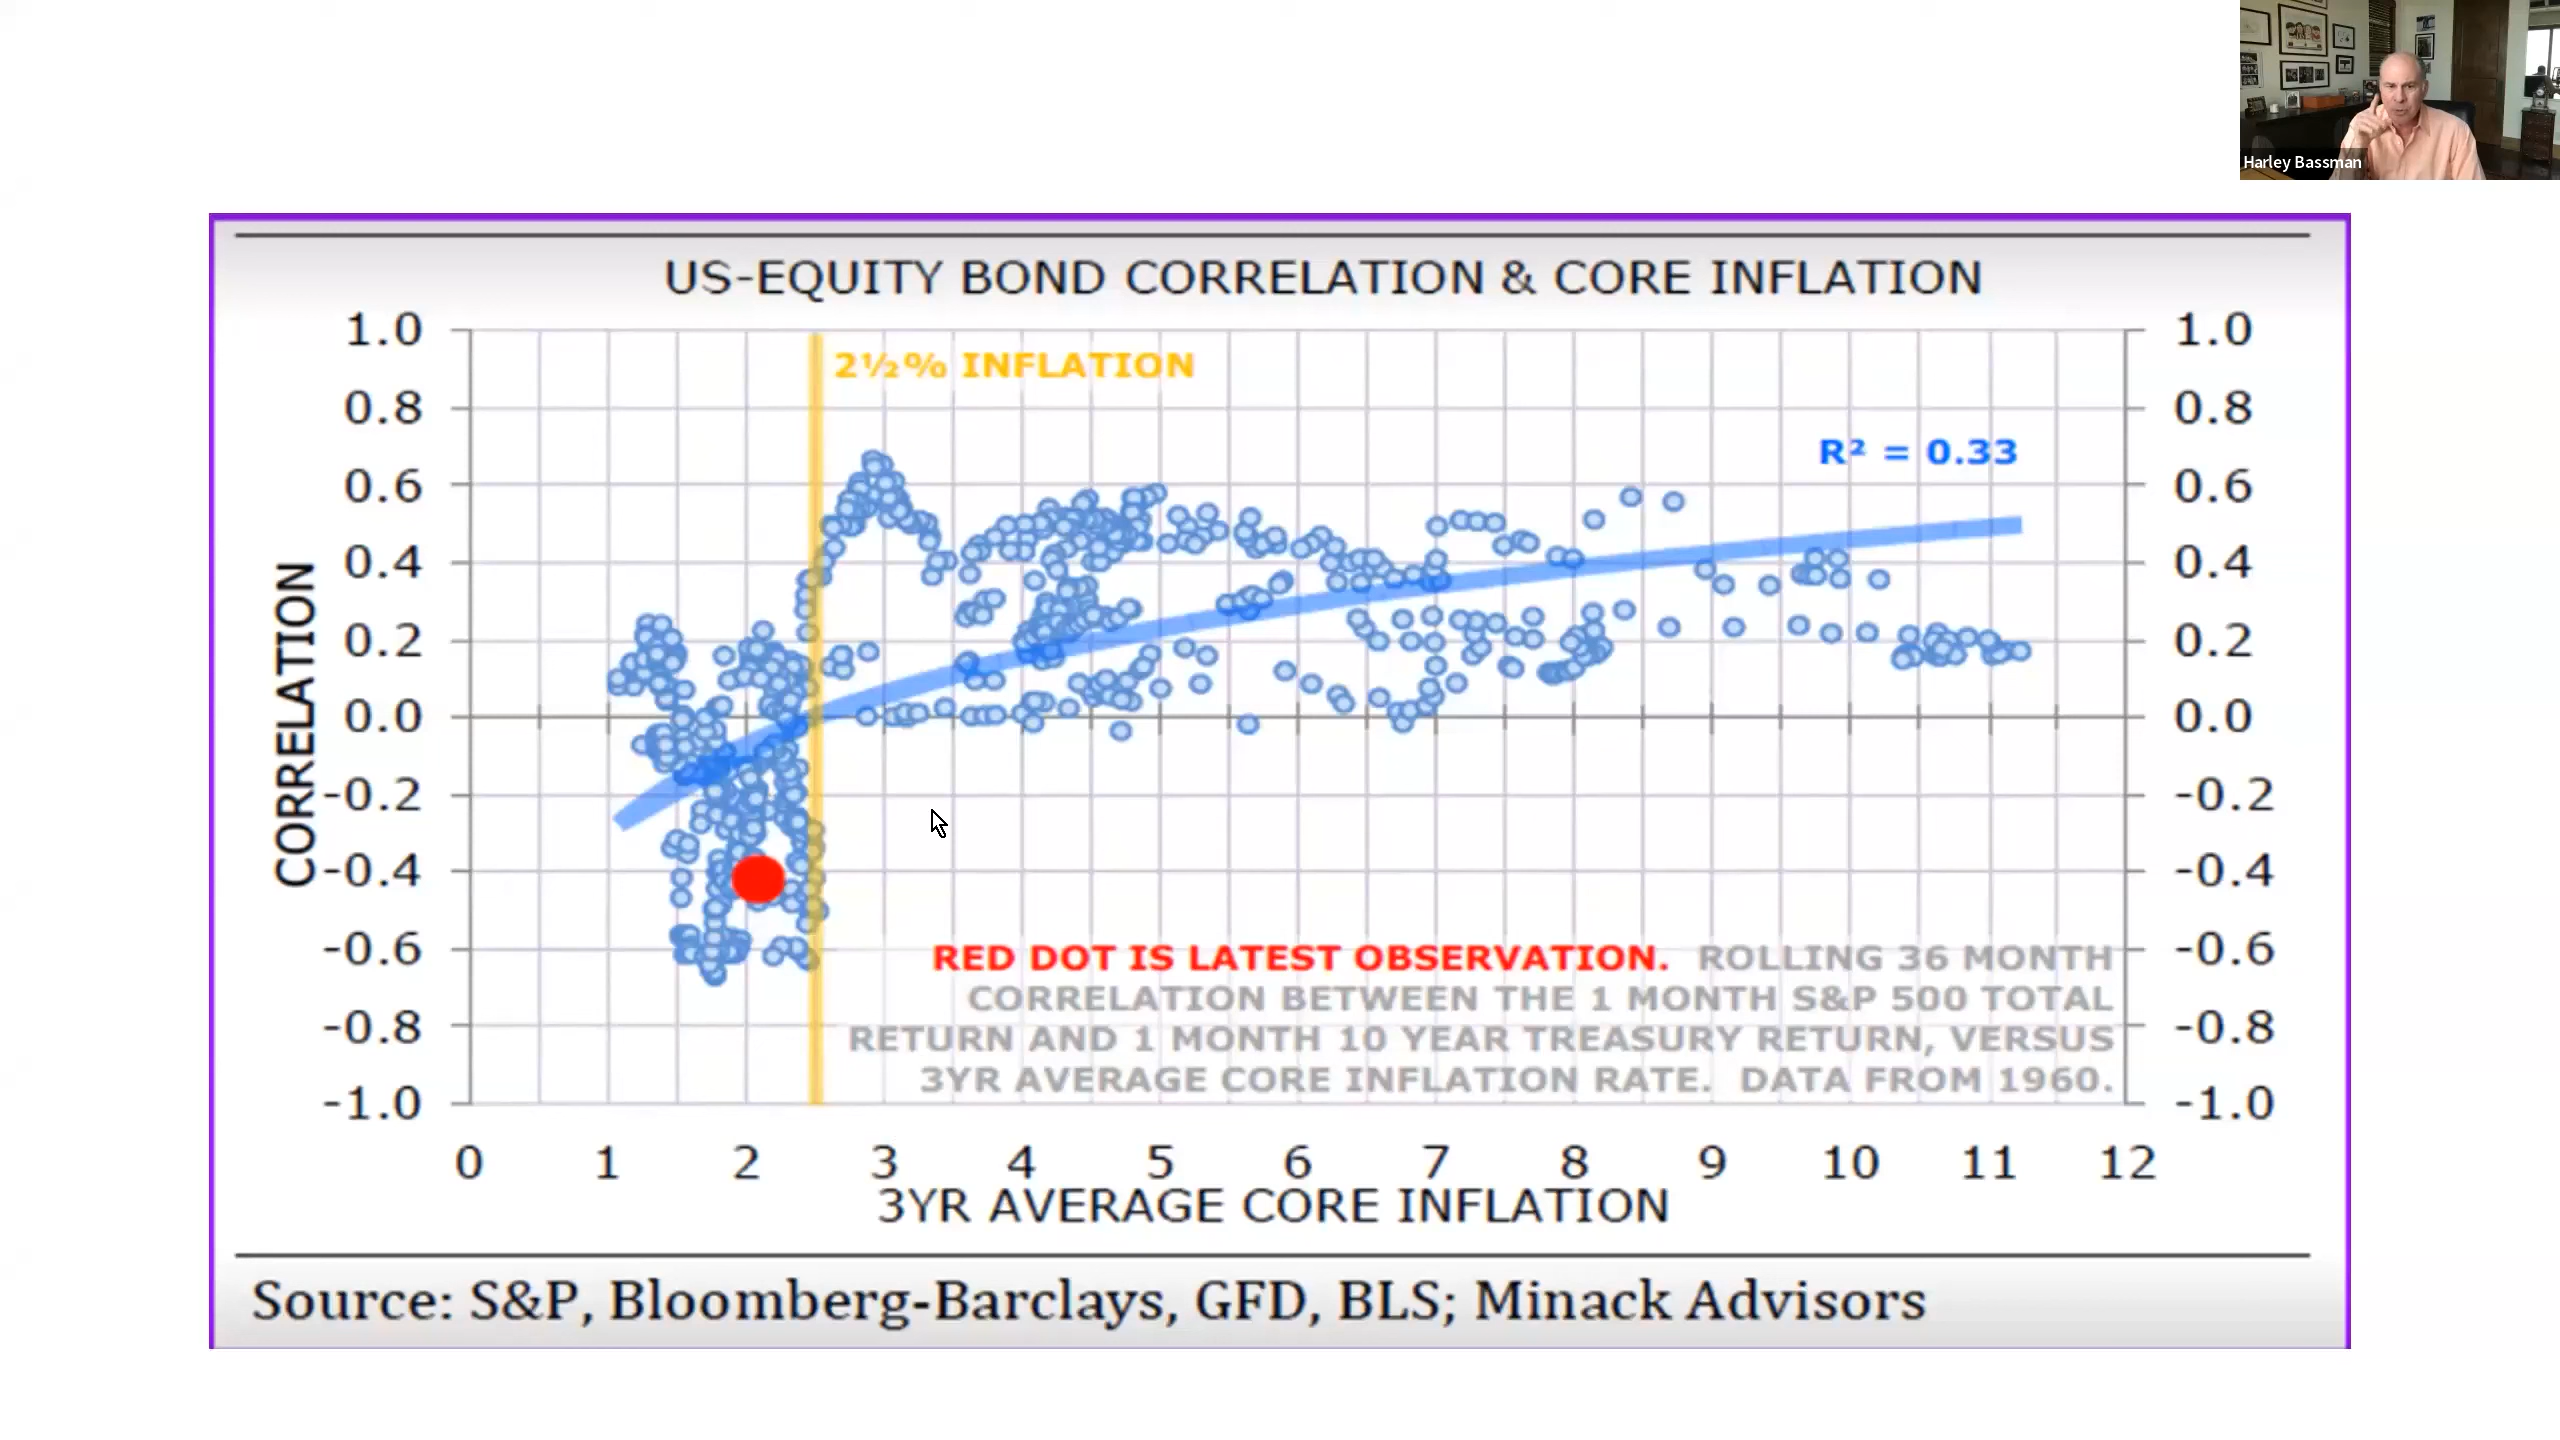 Harley Bassman
US-EQUITY BOND CORRELATION & CORE INFLATION
1.0
0.8
0.6
0.4
0.2
0.0
-0.2
-0.4
-0.6
-0.8
-1.0
CORRELATION
2½% INFLATION
R² = 0.33
1.0
0.8
0.6
0.4
0.2
0.0
-0.2
-0.4
-0.6
-0.8
-1.0
RED DOT IS LATEST OBSERVATION. ROLLING 36 MONTH
CORRELATION BETWEEN THE 1 MONTH S&P 500 TOTAL
RETURN AND 1 MONTH 10 YEAR TREASURY RETURN, VERSUS
3YR AVERAGE CORE INFLATION RATE. DATA FROM 1960.
0 1 2 3 4 5 6 7 8 9 10 11 12
3YR AVERAGE CORE INFLATION
Source: S&P, Bloomberg-Barclays, GFD, BLS; Minack Advisors